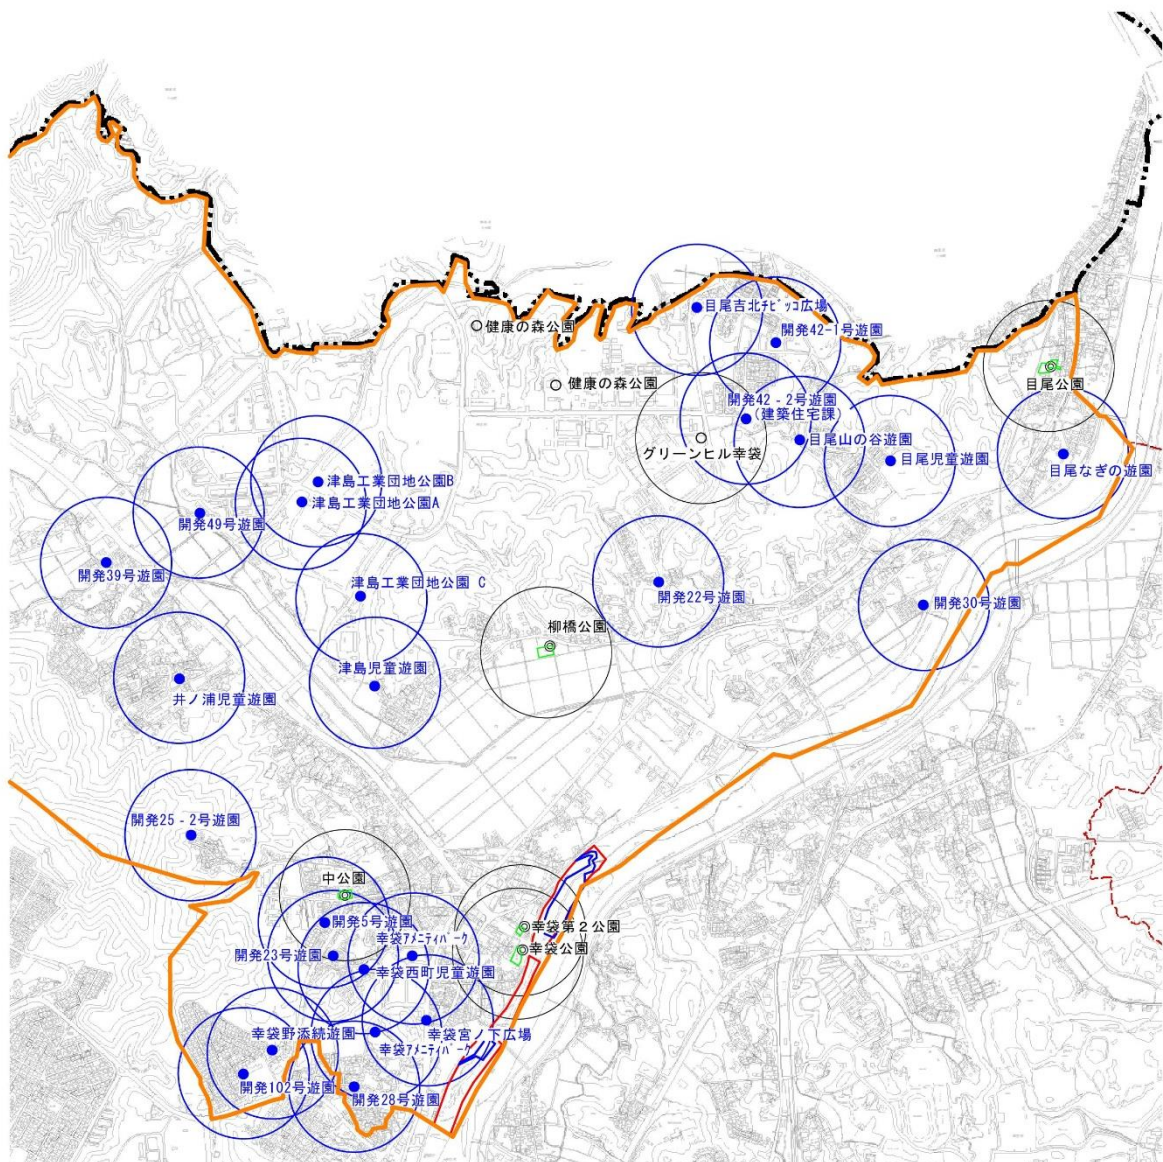 目尾吉北ﾁﾋﾞｯｺ広場
健康の森公園
開発42-1号遊園
健康の森公園
目尾公園
開発42‐2号遊園
(建築住宅課)
目尾山の谷遊園
グリーンヒル幸袋
目尾児童遊園
目尾なぎの遊園
津島工業団地公園B
津島工業団地公園A
開発49号遊園
開発39号遊園
津島工業団地公園 C
開発22号遊園
開発30号遊園
柳橋公園
津島児童遊園
井ノ浦児童遊園
開発25‐2号遊園
中公園
開発5号遊園
幸袋ｱﾒﾆﾃｨﾊﾟｰｸ
幸袋第２公園
幸袋公園
開発23号遊園
幸袋西町児童遊園
幸袋野添続遊園
幸袋宮ノ下広場
幸袋ｱﾒﾆﾃｨﾊﾟｰｸ
開発102号遊園
開発28号遊園